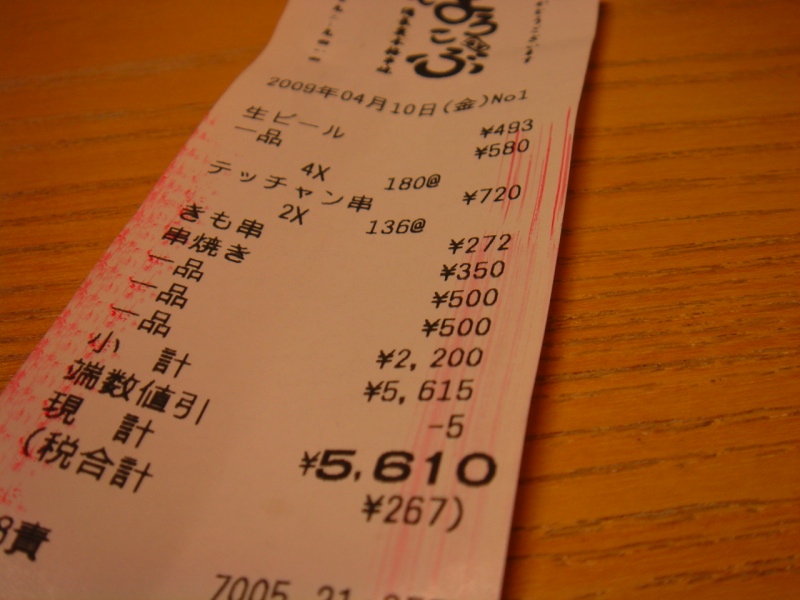 2009年04月10日(金)No1
生ビール ¥493
一品 ¥580
4X 180@
テッチャン串 ¥720
2X 136@
きも串 ¥272
串焼き ¥350
一品 ¥500
一品 ¥500
一品 ¥2,200
小 計 ¥5,615
端数値引 -5
現 計 ¥5,610
(税合計 ¥267)
8責
7005